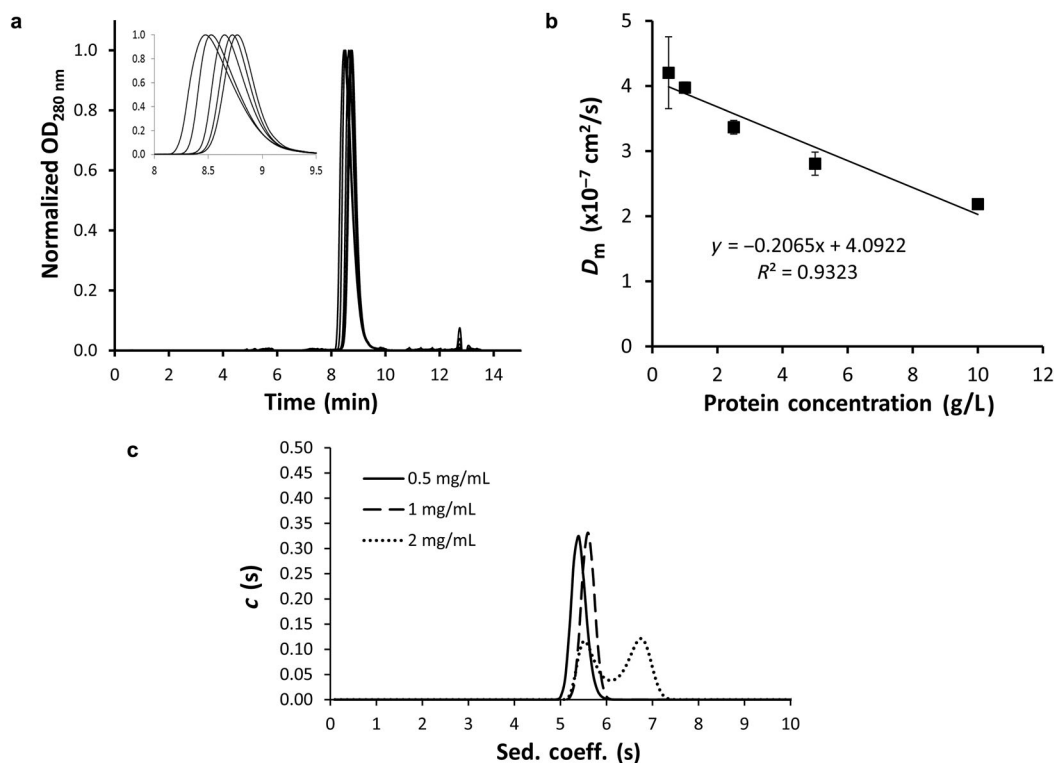 a
Normalized OD280 nm
1.0
0.8
0.6
0.4
0.2
0.0
0 2 4 6 8 10 12 14
Time (min)
1.0
0.8
0.6
0.4
0.2
0.0
8 8.5 9 9.5
b
Dm (x10−7 cm2/s)
5
4
3
2
1
0
y = −0.2065x + 4.0922
R2 = 0.9323
0 2 4 6 8 10 12
Protein concentration (g/L)
c
c (s)
0.50
0.45
0.40
0.35
0.30
0.25
0.20
0.15
0.10
0.05
0.00
0.5 mg/mL
1 mg/mL
2 mg/mL
0 1 2 3 4 5 6 7 8 9 10
Sed. coeff. (s)